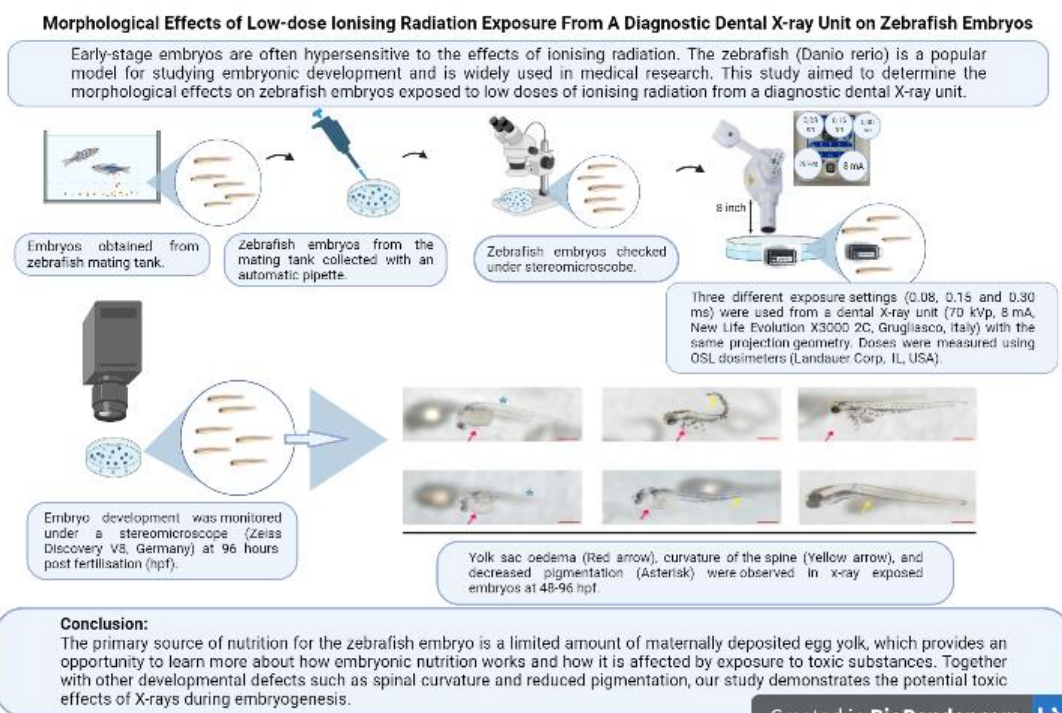 Morphological Effects of Low-dose Ionising Radiation Exposure From A Diagnostic Dental X-ray Unit on Zebrafish Embryos
Early-stage embryos are often hypersensitive to the effects of ionising radiation. The zebrafish (Danio rerio) is a popular
model for studying embryonic development and is widely used in medical research. This study aimed to determine the
morphological effects on zebrafish embryos exposed to low doses of ionising radiation from a diagnostic dental X-ray unit.
0,08
sn
0,15
sn
0,30
sn
70 kVp
8 mA
8 inch
Embryos obtained from
zebrafish mating tank.
Zebrafish embryos from the
mating tank collected with an
automatic pipette.
Zebrafish embryos checked
under stereomicroscope.
Three different exposure settings (0.08, 0.15 and 0.30
ms) were used from a dental X-ray unit (70 kVp, 8 mA,
New Life Evolution X3000 2C, Grugliasco, Italy) with the
same projection geometry. Doses were measured using
OSL dosimeters (Landauer Corp, IL, USA).
Embryo development was monitored
under a stereomicroscope (Zeiss
Discovery V8, Germany) at 96 hours
post fertilisation (hpf).
Yolk sac oedema (Red arrow), curvature of the spine (Yellow arrow), and
decreased pigmentation (Asterisk) were observed in x-ray exposed
embryos at 48-96 hpf.
Conclusion:
The primary source of nutrition for the zebrafish embryo is a limited amount of maternally deposited egg yolk, which provides an
opportunity to learn more about how embryonic nutrition works and how it is affected by exposure to toxic substances. Together
with other developmental defects such as spinal curvature and reduced pigmentation, our study demonstrates the potential toxic
effects of X-rays during embryogenesis.